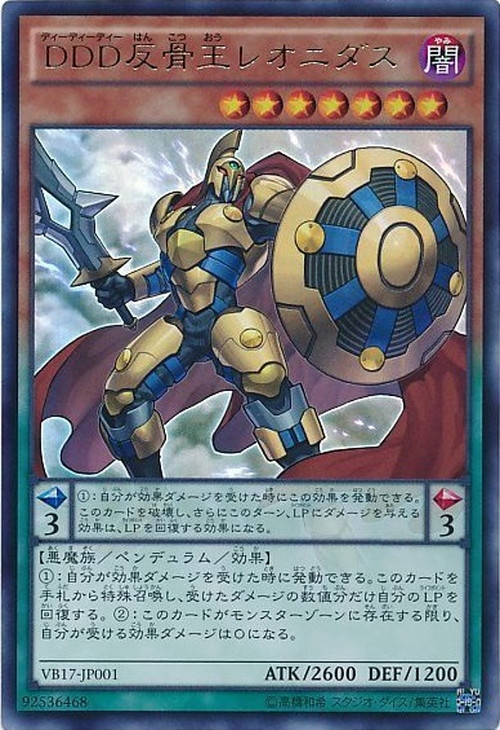 ディーディーディー はん こつ おう
DDD反骨王レオニダス
やみ
闇
3
3
①：自分が効果ダメージを受けた時にこの効果を発動できる。
このカードを破壊し、さらにこのターン、LPにダメージを与える
効果は、LPを回復する効果になる。
【悪魔族／ペンデュラム／効果】
①：自分が効果ダメージを受けた時に発動できる。このカードを
手札から特殊召喚し、受けたダメージの数値分だけ自分のLPを
回復する。②：このカードがモンスターゾーンに存在する限り、
自分が受ける効果ダメージは0になる。
VB17-JP001 ATK/2600 DEF/1200
92536468 ©高橋和希 スタジオ・ダイス/集英社